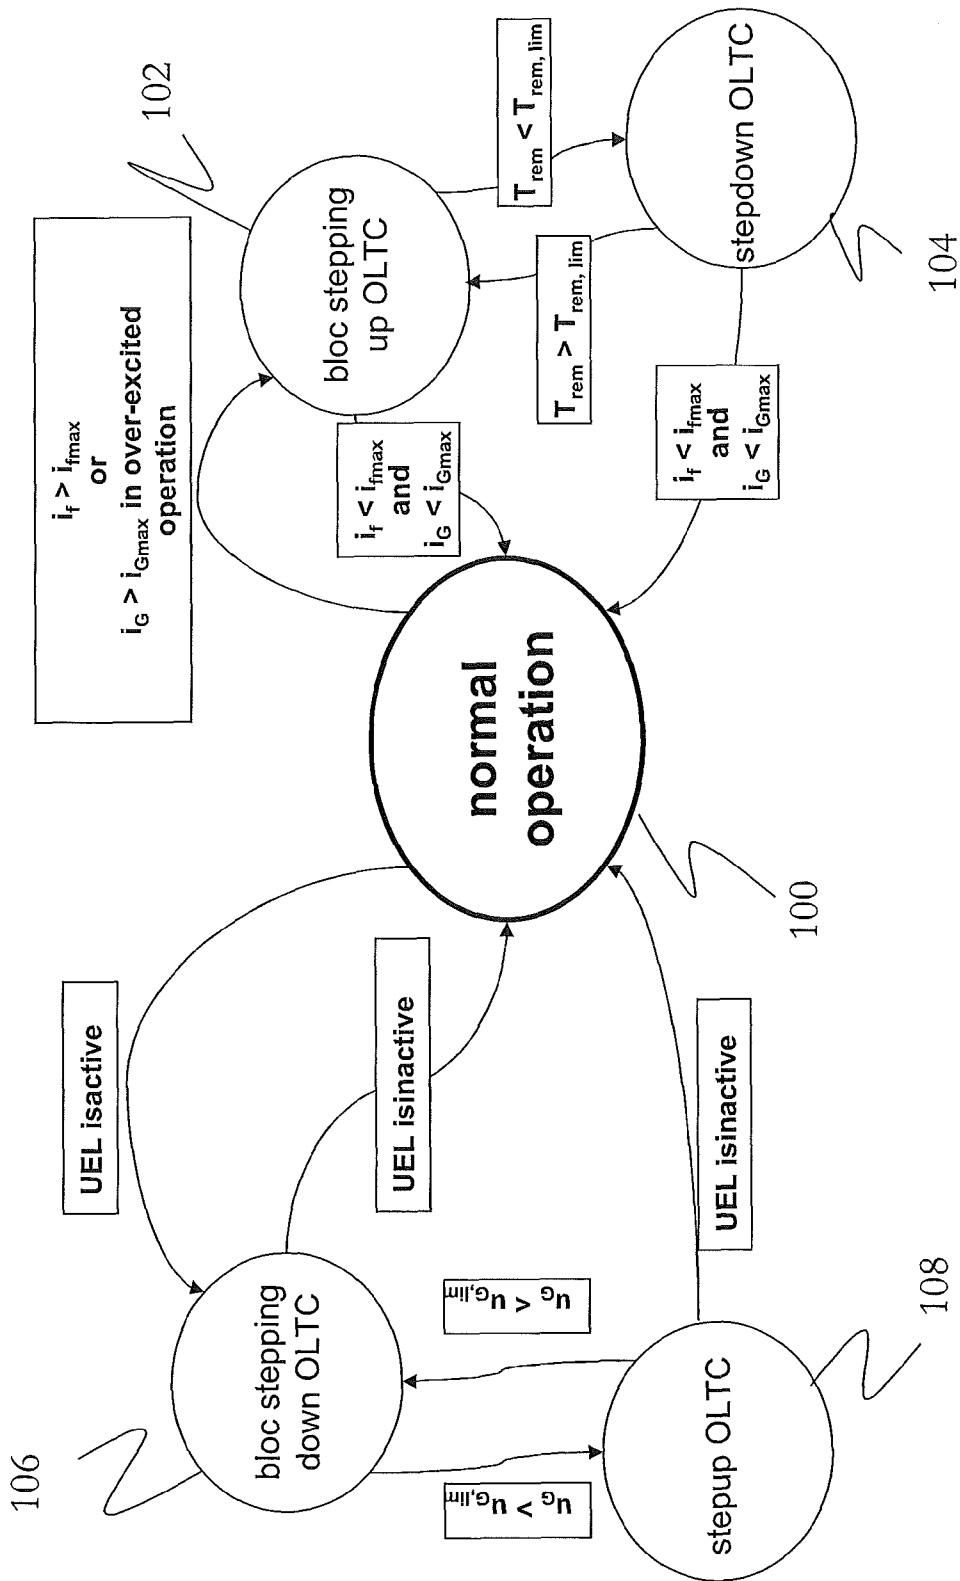 106
UEL isactive
i_f > i_fmax
or
i_G > i_Gmax in over-excited
operation
102
bloc stepping
down OLTC
bloc stepping
up OLTC
UEL isinactive
i_f < i_fmax
and
i_G < i_Gmax
normal
operation
u_G < u_G,lim
u_G > u_G,lim
T_rem > T_rem, lim
T_rem < T_rem, lim
stepup OLTC
UEL isinactive
i_f < i_fmax
and
i_G < i_Gmax
stepdown OLTC
108
100
104